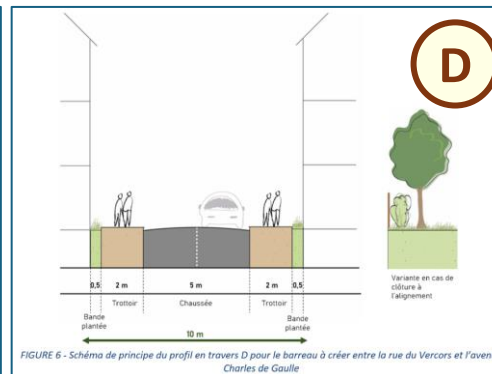 D
0,5 2 m 5 m 2 m 0,5
Trottoir Chaussée Trottoir
Bande
plantée
Bande
plantée
10 m
Variante en cas de
clôture à
l'alignement
FIGURE 6 - Schéma de principe du profil en travers D pour le barreau à créer entre la rue du Vercors et l'aven
Charles de Gaulle